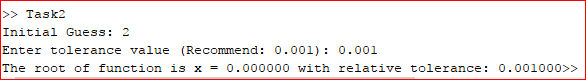 >> Task2
Initial Guess: 2
Enter tolerance value (Recommend: 0.001): 0.001
The root of function is x = 0.000000 with relative tolerance: 0.001000>>